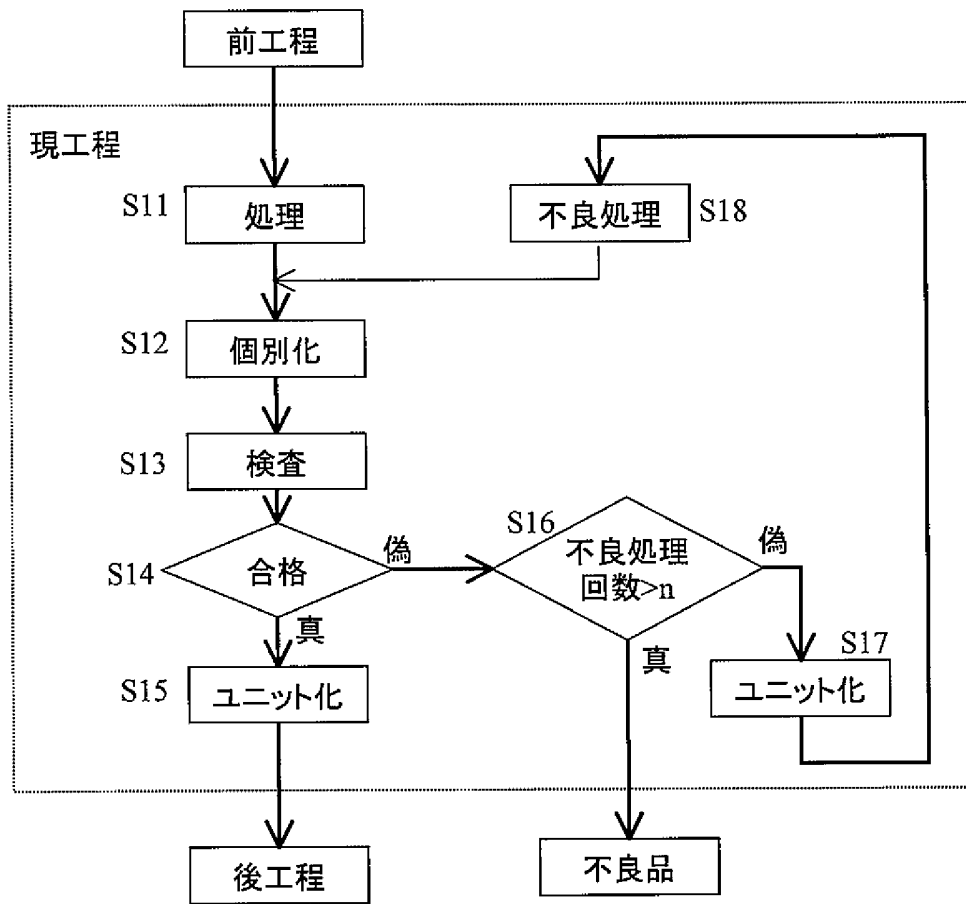 前工程
現工程
S11
処理
不良処理
S18
S12
個別化
S13
検査
S14
合格
偽
真
S16
不良処理
回数>n
偽
真
S15
ユニット化
S17
ユニット化
後工程
不良品